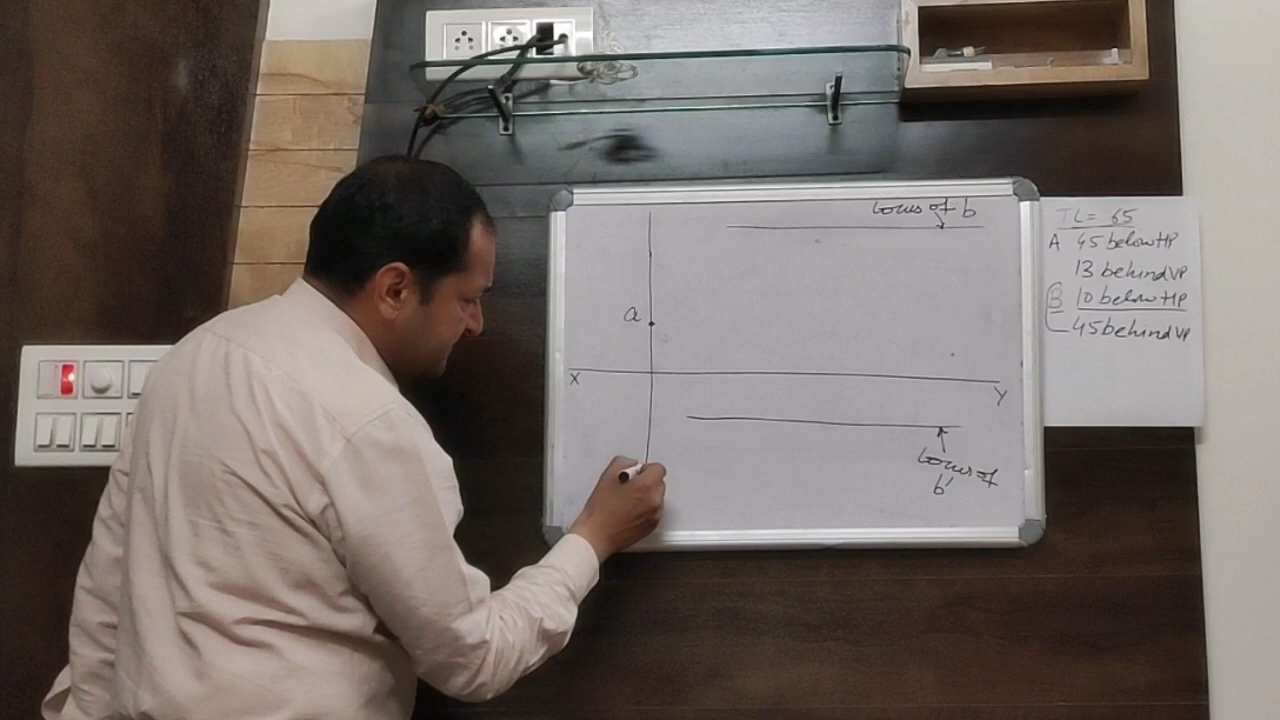 Locus of b
a
X
Y
Locus of
b'
TL = 65
A 45 below HP
13 behind VP
B 10 below HP
45 behind VP